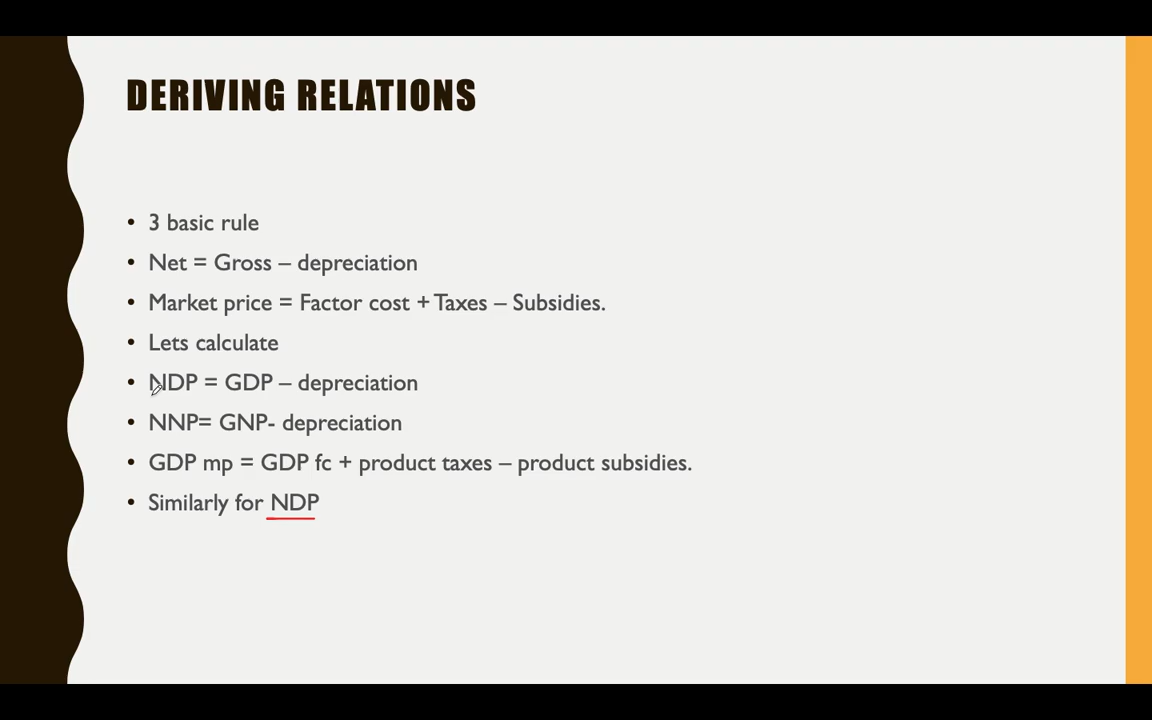 DERIVING RELATIONS
• 3 basic rule
• Net = Gross – depreciation
• Market price = Factor cost + Taxes – Subsidies.
• Lets calculate
• NDP = GDP – depreciation
• NNP= GNP- depreciation
• GDP mp = GDP fc + product taxes – product subsidies.
• Similarly for NDP